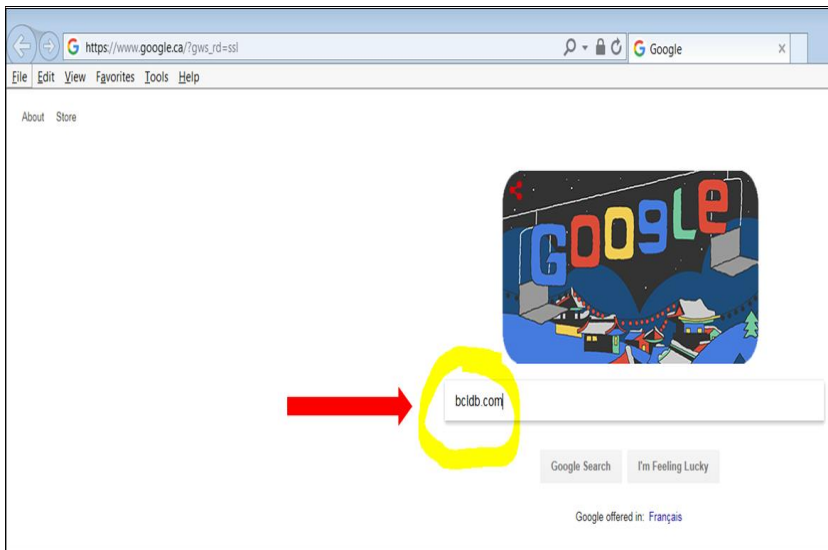 https://www.google.ca/?gws_rd=ssl
Google
File Edit View Favorites Tools Help
About Store
GOOGLE
bcldb.com
Google Search I'm Feeling Lucky
Google offered in: Français